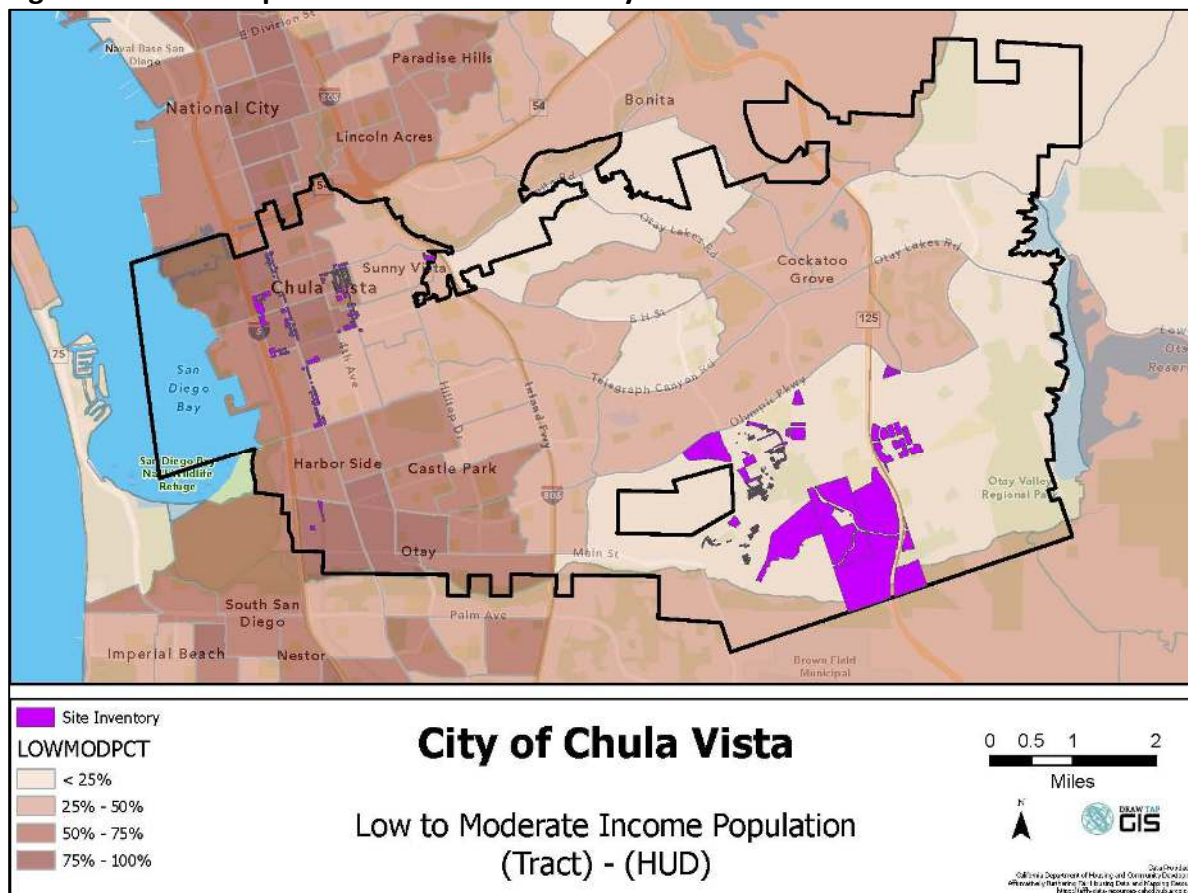 E Division St
Naval Base San
Diego
Paradise Hills
National City
805
54
Bonita
Lincoln Acres
54
Rd
Otay Lakes Rd
Sunny Vista
Cockatoo
Grove
Otay Lakes Rd
Chula Vista
E H St
125
75
5
4th Ave
San
Diego
Bay
Telegraph Canyon Rd
Hilltop Dr
Inland Fwy
Olympic Pkwy
Harbor Side
Castle Park
San Diego Bay
National Wildlife
Refuge
805
Otay Valley
Regional Pa
Otay
Main St
South San
Diego
Palm Ave
Imperial Beach
Nestor
Brown Field
Municipal
Site Inventory
LOWMODPCT
< 25%
25% - 50%
50% - 75%
75% - 100%
City of Chula Vista
Low to Moderate Income Population
(Tract) - (HUD)
0 0.5 1 2
Miles
N
DRAW TAP
GIS